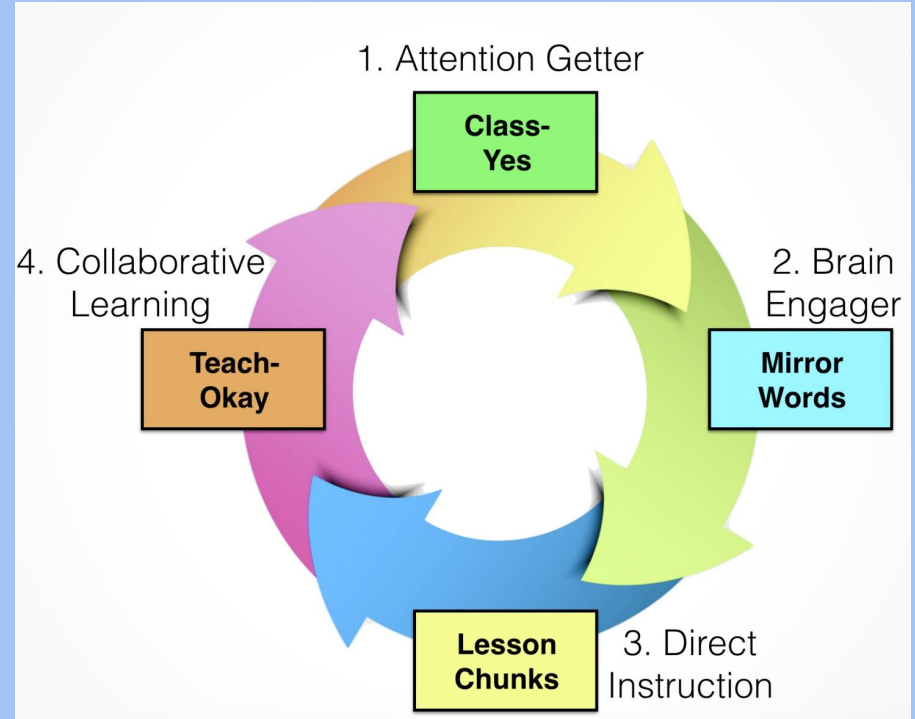 1. Attention Getter
Class-
Yes
2. Brain
Engager
Mirror
Words
3. Direct
Instruction
Lesson
Chunks
4. Collaborative
Learning
Teach-
Okay